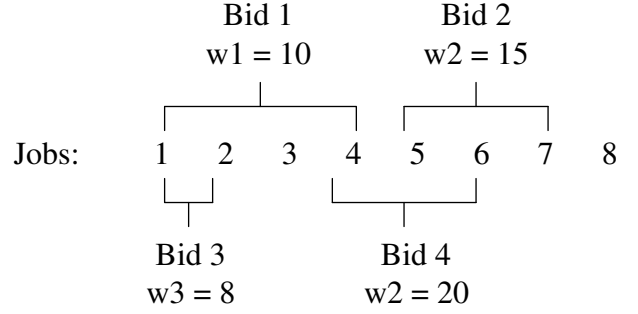 Bid 1
w1 = 10
Bid 2
w2 = 15
Jobs: 1 2 3 4 5 6 7 8
Bid 3
w3 = 8
Bid 4
w2 = 20